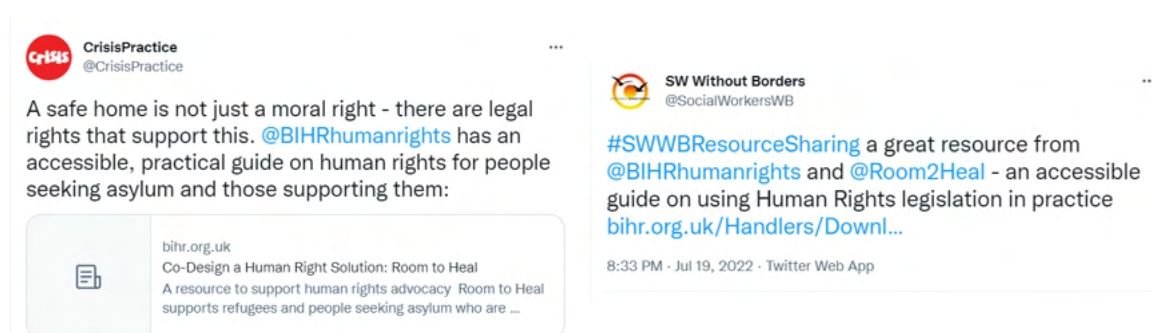 CRISIS
CrisisPractice
@CrisisPractice
A safe home is not just a moral right - there are legal
rights that support this. @BIHRhumanrights has an
accessible, practical guide on human rights for people
seeking asylum and those supporting them:
bihr.org.uk
Co-Design a Human Right Solution: Room to Heal
A resource to support human rights advocacy Room to Heal
supports refugees and people seeking asylum who are ...
SW Without Borders
@SocialWorkersWB
#SWWBResourceSharing a great resource from
@BIHRhumanrights and @Room2Heal - an accessible
guide on using Human Rights legislation in practice
bihr.org.uk/Handlers/Downl...
8:33 PM · Jul 19, 2022 · Twitter Web App